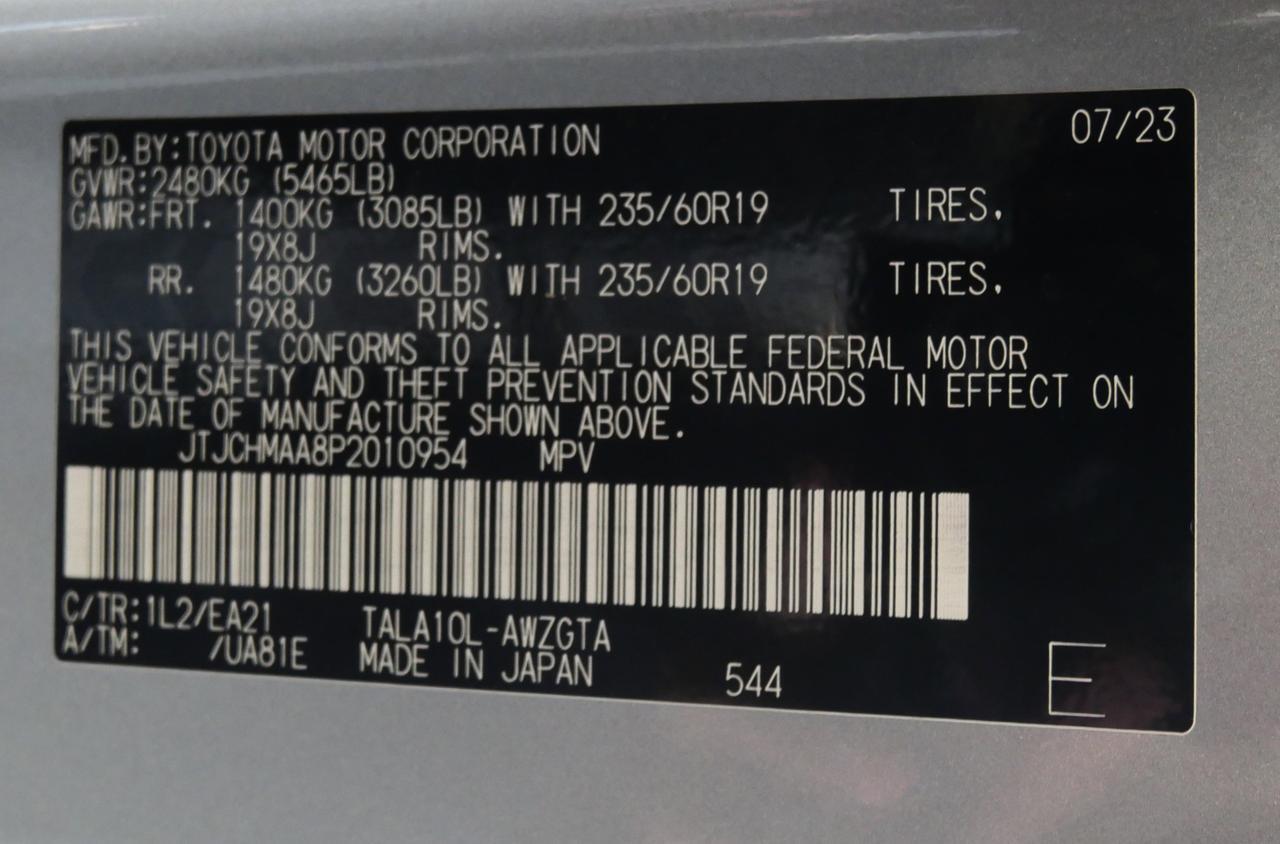 07/23
MFD.BY:TOYOTA MOTOR CORPORATION
GVWR:2480KG (5465LB)
GAWR:FRT. 1400KG (3085LB) WITH 235/60R19 TIRES.
19X8J RIMS.
RR. 1480KG (3260LB) WITH 235/60R19 TIRES.
19X8J RIMS.
THIS VEHICLE CONFORMS TO ALL APPLICABLE FEDERAL MOTOR
VEHICLE SAFETY AND THEFT PREVENTION STANDARDS IN EFFECT ON
THE DATE OF MANUFACTURE SHOWN ABOVE.
JTJCHMAA8P2010954 MPV
C/TR:1L2/EA21 TALA10L-AWZGTA
A/TM: /UA81E MADE IN JAPAN 544
E